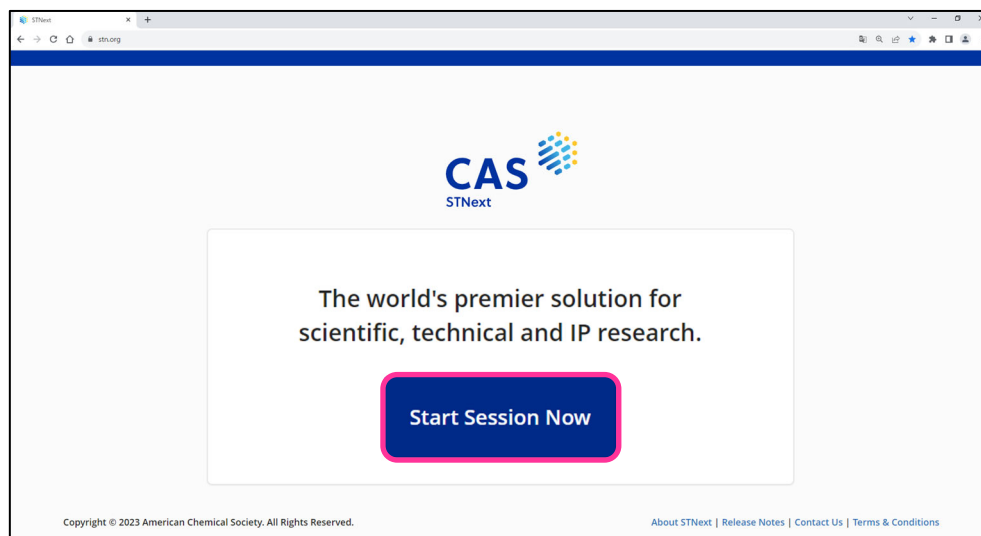 STNext
stn.org
CAS
STNext
The world's premier solution for
scientific, technical and IP research.
Start Session Now
Copyright © 2023 American Chemical Society. All Rights Reserved.
About STNext | Release Notes | Contact Us | Terms & Conditions